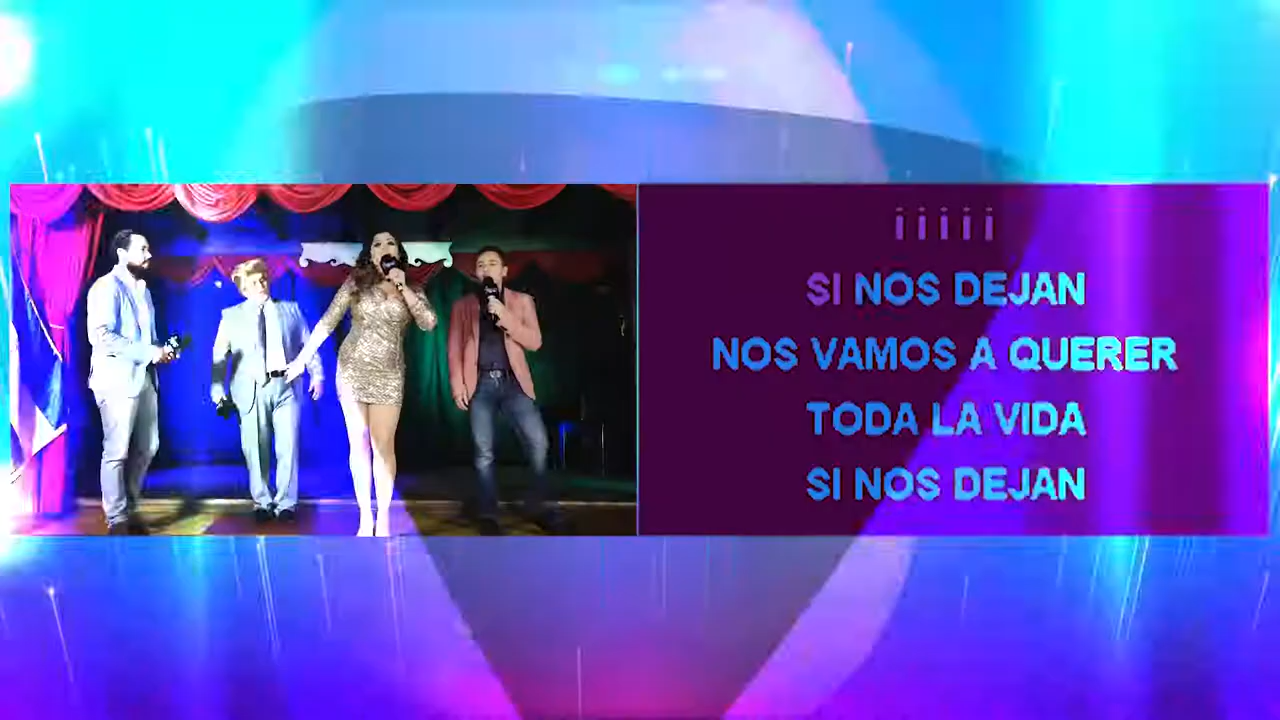 ¡ ¡ ¡ ¡ ¡
SI NOS DEJAN
NOS VAMOS A QUERER
TODA LA VIDA
SI NOS DEJAN